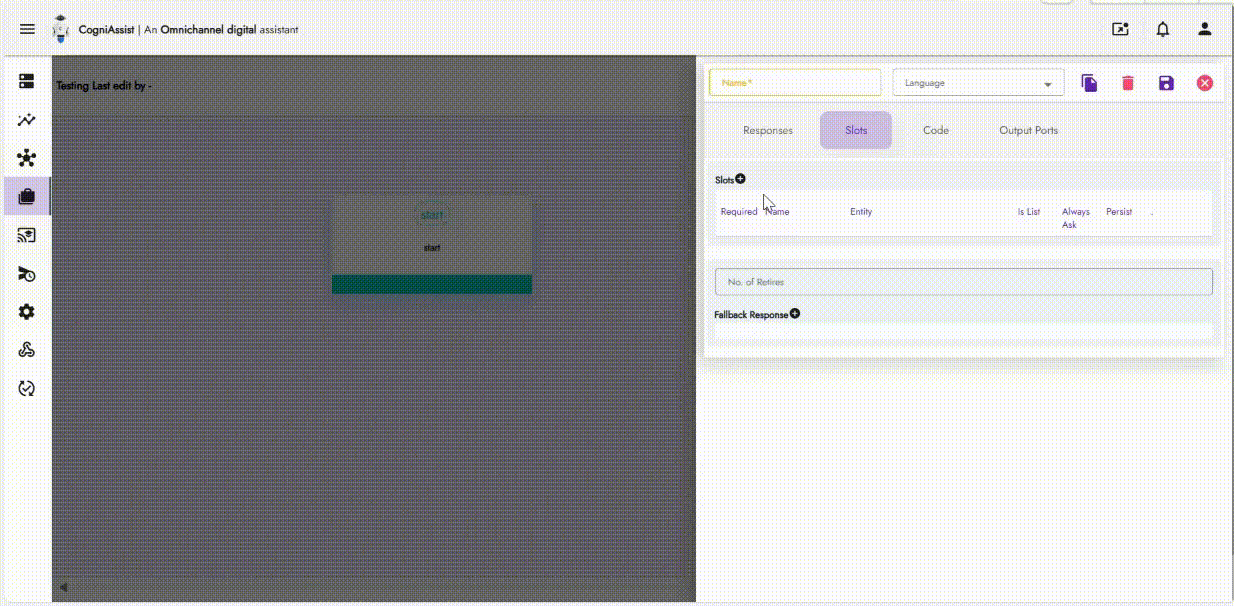 CogniAssist | An Omnichannel digital assistant
Testing Last edit by -
Name *
Language
Responses
Slots
Code
Output Ports
Slots
Required Name Entity Is List Always Ask Persist .
start
start
No. of Retires
Fallback Response